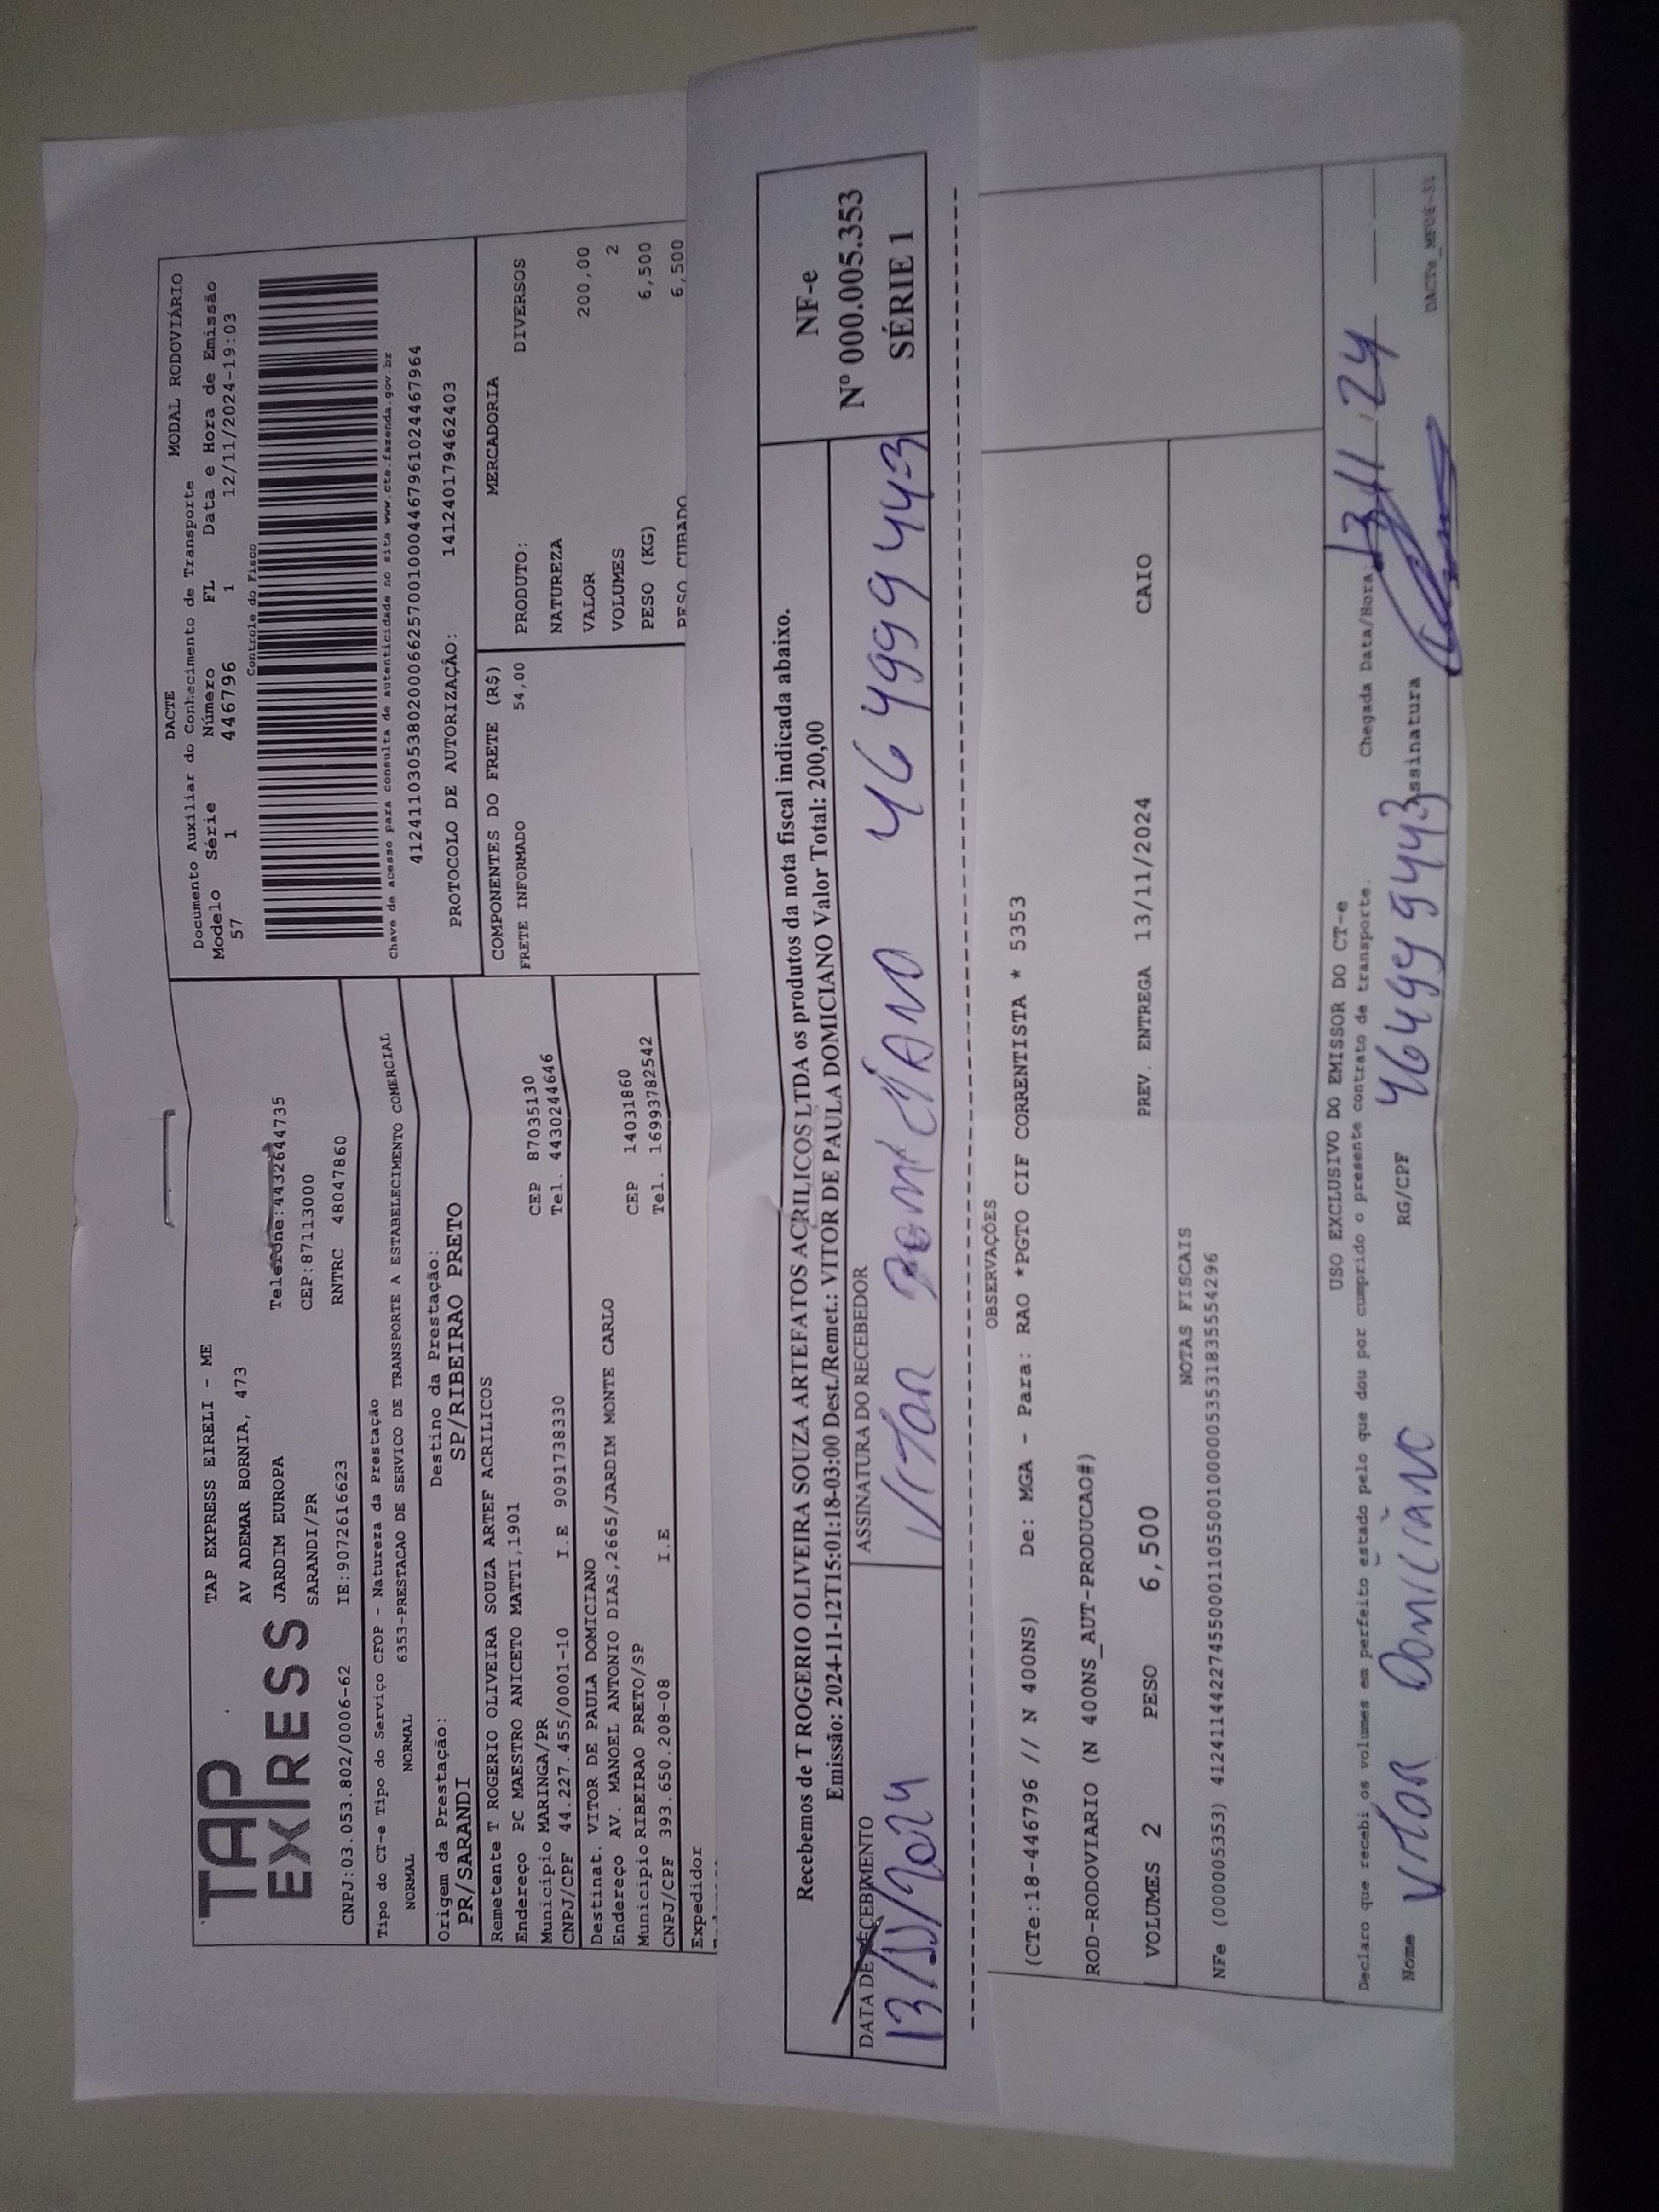 TAP EXPRESS
TAP EXPRESS EIRELI - ME
AV ADEMAR BORNIA, 473
JARDIM EUROPA Telefone:4432644735
SARANDI/PR CEP:87113000
CNPJ:03.053.802/0006-62 IE:9072616623 RNTRC 48047860
DACTE MODAL RODOVIÁRIO
Documento Auxiliar do Conhecimento de Transporte
Modelo Série Número FL Data e Hora de Emissão
57 1 446796 1 12/11/2024-19:03
Controle do Fisco
Chave de acesso para consulta de autenticidade no site www.cte.fazenda.gov.br
41241103053802000662570010004467961024467964
PROTOCOLO DE AUTORIZAÇÃO: 141240179462403
Tipo do CT-e Tipo do Serviço CFOP - Natureza da Prestação
NORMAL NORMAL 6353-PRESTACAO DE SERVICO DE TRANSPORTE A ESTABELECIMENTO COMERCIAL
Origem da Prestação: Destino da Prestação:
PR/SARANDI SP/RIBEIRAO PRETO
Remetente T ROGERIO OLIVEIRA SOUZA ARTEF ACRILICOS
Endereço PC MAESTRO ANICETO MATTI,1901
Município MARINGA/PR CEP 87035130
CNPJ/CPF 44.227.455/0001-10 I.E 9091738330 Tel. 4430244646
Destinat. VITOR DE PAULA DOMICIANO
Endereço AV. MANOEL ANTONIO DIAS,2665/JARDIM MONTE CARLO
Município RIBEIRAO PRETO/SP CEP 14031860
CNPJ/CPF 393.650.208-08 I.E Tel. 16993782542
Expedidor
COMPONENTES DO FRETE (R$)
FRETE INFORMADO 54,00
MERCADORIA
PRODUTO: DIVERSOS
NATUREZA
VALOR 200,00
VOLUMES 2
PESO (KG) 6,500
PESO CUBADO 6,500
Recebemos de T ROGERIO OLIVEIRA SOUZA ARTEFATOS ACRILICOS LTDA os produtos da nota fiscal indicada abaixo.
Emissão: 2024-11-12T15:01:18-03:00 Dest./Remet.: VITOR DE PAULA DOMICIANO Valor Total: 200,00
DATA DE RECEBIMENTO ASSINATURA DO RECEBEDOR
13/11/2024 VITOR DOMICIANO 464999443
NF-e
Nº 000.005.353
SÉRIE 1
OBSERVAÇÕES
(CTe:18-446796 // N 400NS) De: MGA - Para: RAO *PGTO CIF CORRENTISTA * 5353
ROD-RODOVIARIO (N 400NS_AUT-PRODUCAO#)
VOLUMES 2 PESO 6,500 PREV. ENTREGA 13/11/2024 CAIO
NOTAS FISCAIS
NFe (000005353) 41241144227455000110550010000053531835554296
USO EXCLUSIVO DO EMISSOR DO CT-e
Declaro que recebi os volumes em perfeito estado pelo que dou por cumprido o presente contrato de transporte. Chegada Data/Hora: 13/11/24
Nome VITOR DOMICIANO RG/CPF 464999443 Assinatura
DACTe_MFDE-31